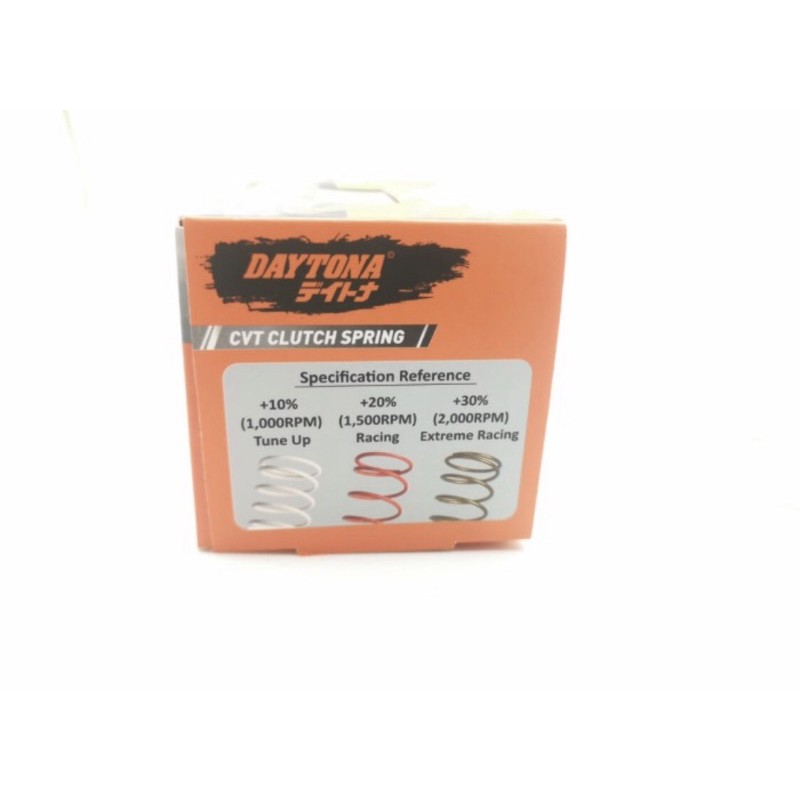 DAYTONA®
デイトナ
CVT CLUTCH SPRING
Specification Reference
+10% +20% +30%
(1,000RPM) (1,500RPM) (2,000RPM)
Tune Up Racing Extreme Racing